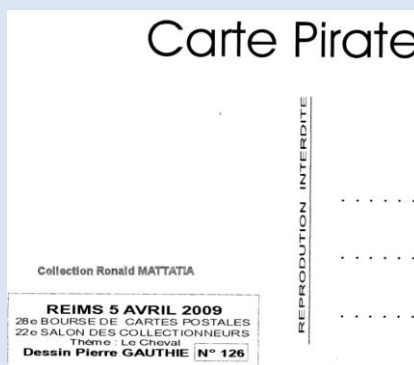 Carte Pirate
REPRODUTION INTERDITE
Collection Ronald MATTATIA
REIMS 5 AVRIL 2009
28e BOURSE DE CARTES POSTALES
22e SALON DES COLLECTIONNEURS
Thème : Le Cheval
Dessin Pierre GAUTHIE N° 126